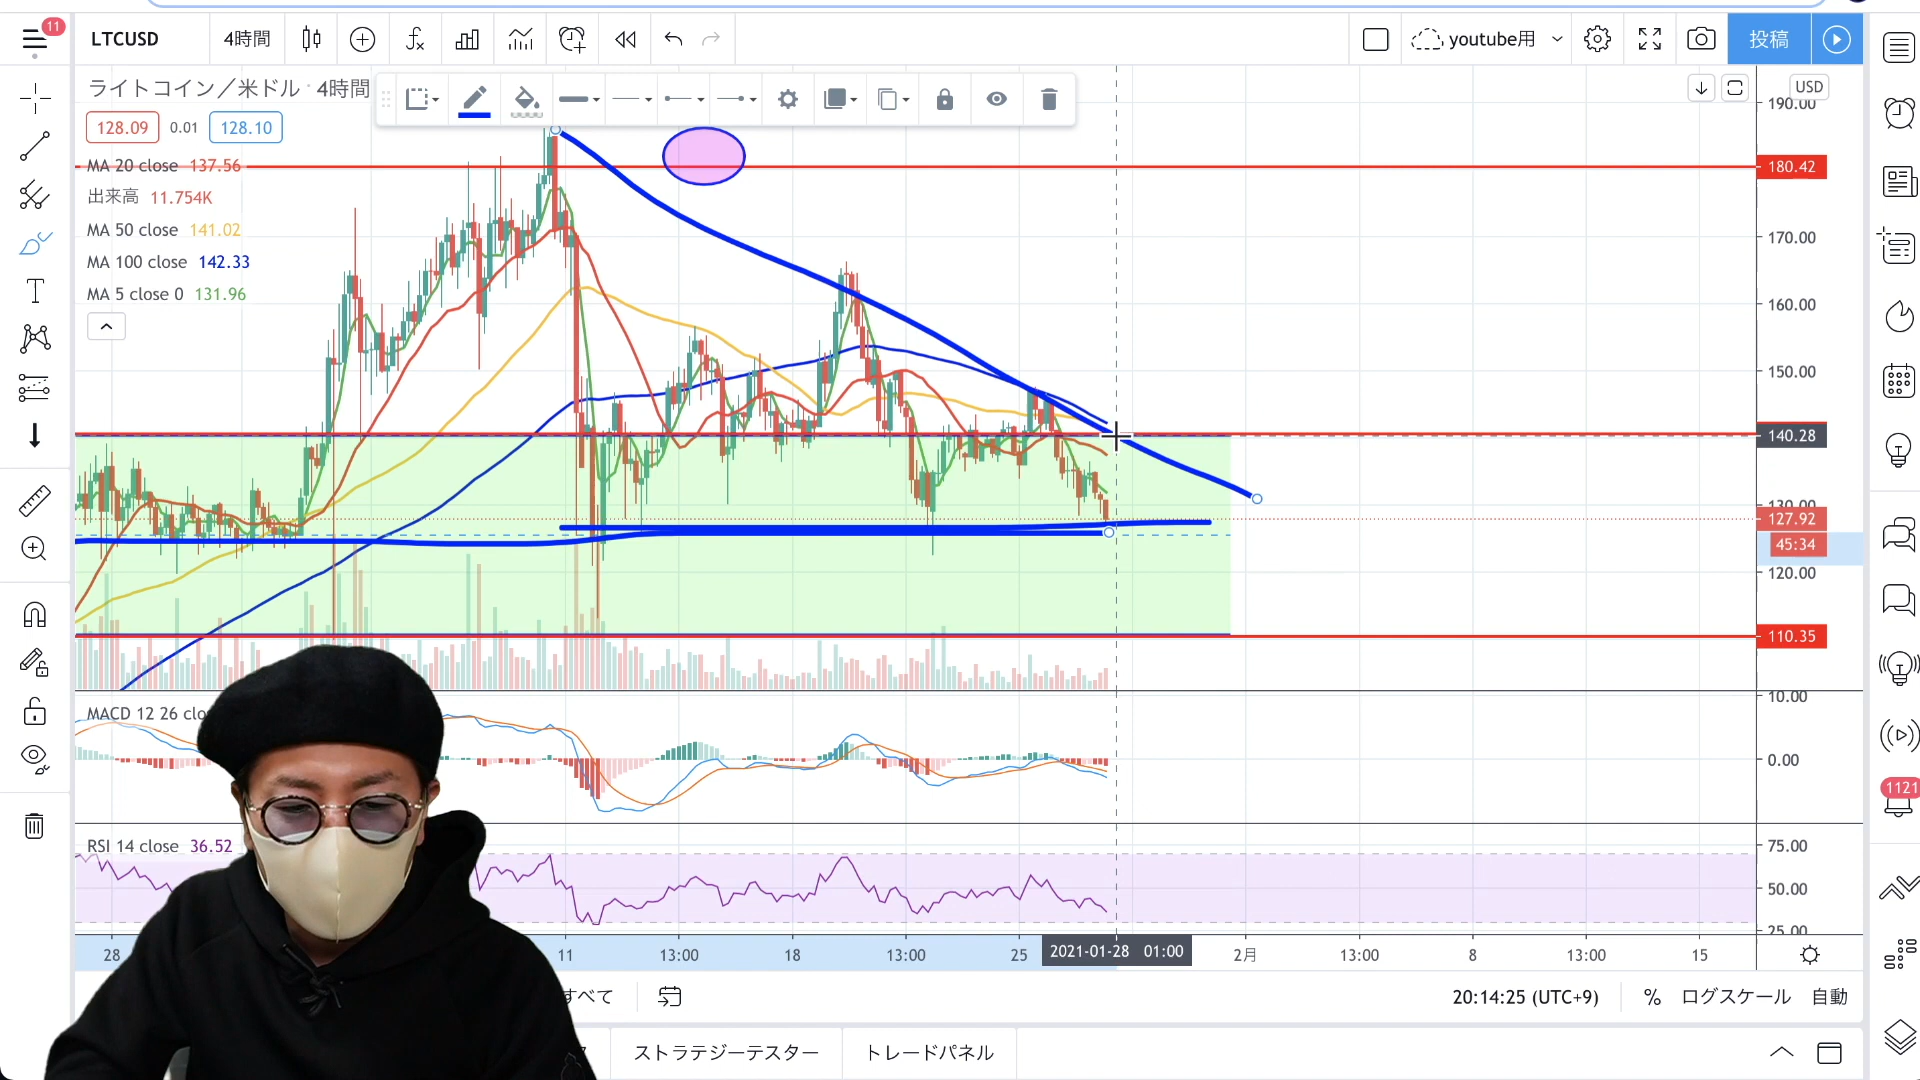 11
LTCUSD
4時間
youtube用
投稿
ライトコイン／米ドル · 4時間
USD
190.00
128.09
0.01
128.10
MA 20 close 137.56
180.42
出来高 11.754K
MA 50 close 141.02
170.00
MA 100 close 142.33
MA 5 close 0 131.96
160.00
150.00
140.28
130.00
127.92
45:34
120.00
110.35
10.00
MACD 12 26 clo
0.00
1121
RSI 14 close 36.52
75.00
50.00
25.00
28
11
13:00
18
13:00
25
2021-01-28 01:00
2月
13:00
8
13:00
15
すべて
20:14:25 (UTC+9)
%
ログスケール
自動
ストラテジーテスター
トレードパネル